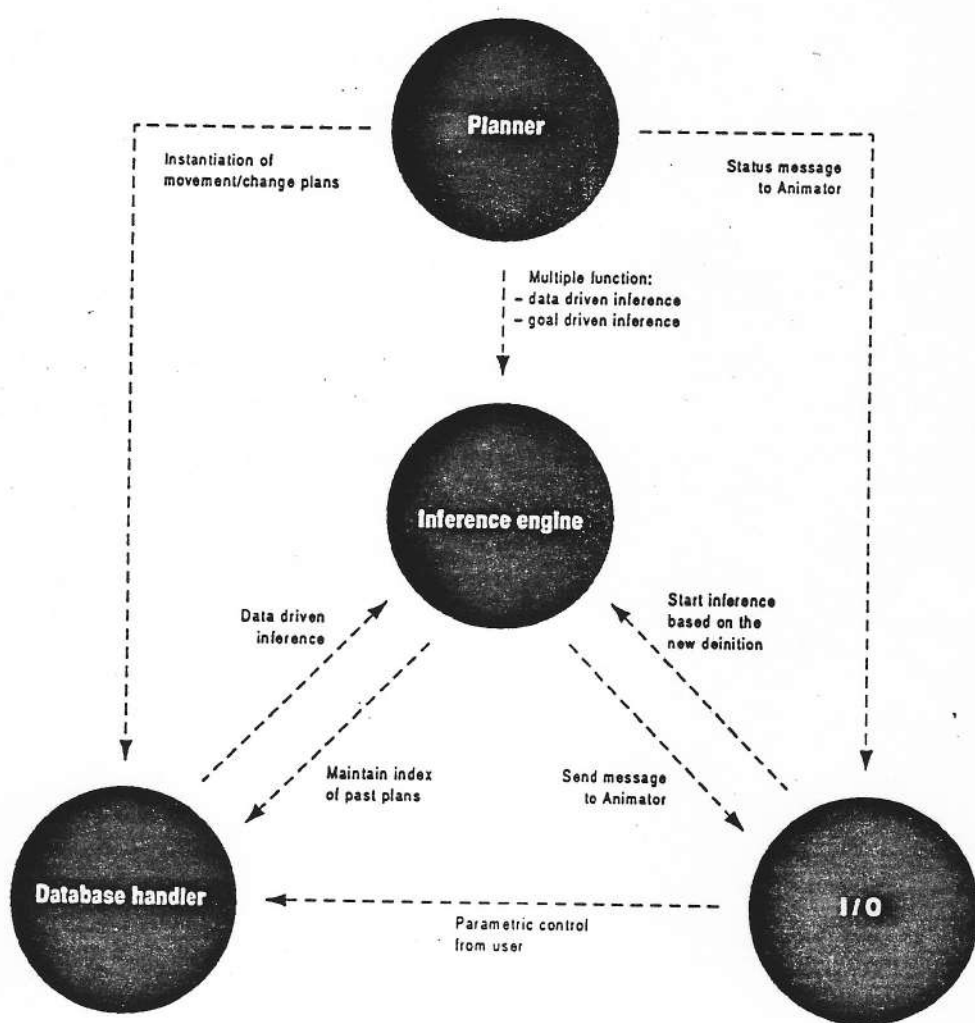 Planner
Instantiation of
movement/change plans
Status message
to Animator
Multiple function:
– data driven inference
– goal driven inference
Inference engine
Data driven
inference
Start inference
based on the
new deinition
Maintain index
of past plans
Send message
to Animator
Database handler
I/O
Parametric control
from user